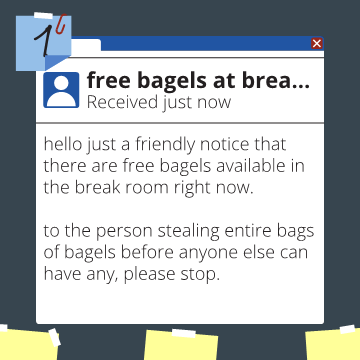 free bagels at brea...
Received just now
hello just a friendly notice that
there are free bagels available in
the break room right now.
to the person stealing entire bags
of bagels before anyone else can
have any, please stop.